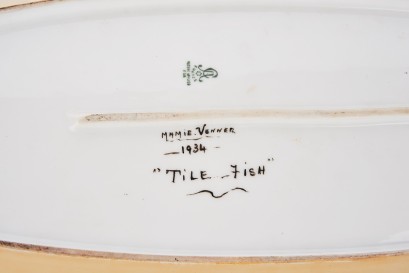 MAMIE VENNER
1934
"TILE FISH"